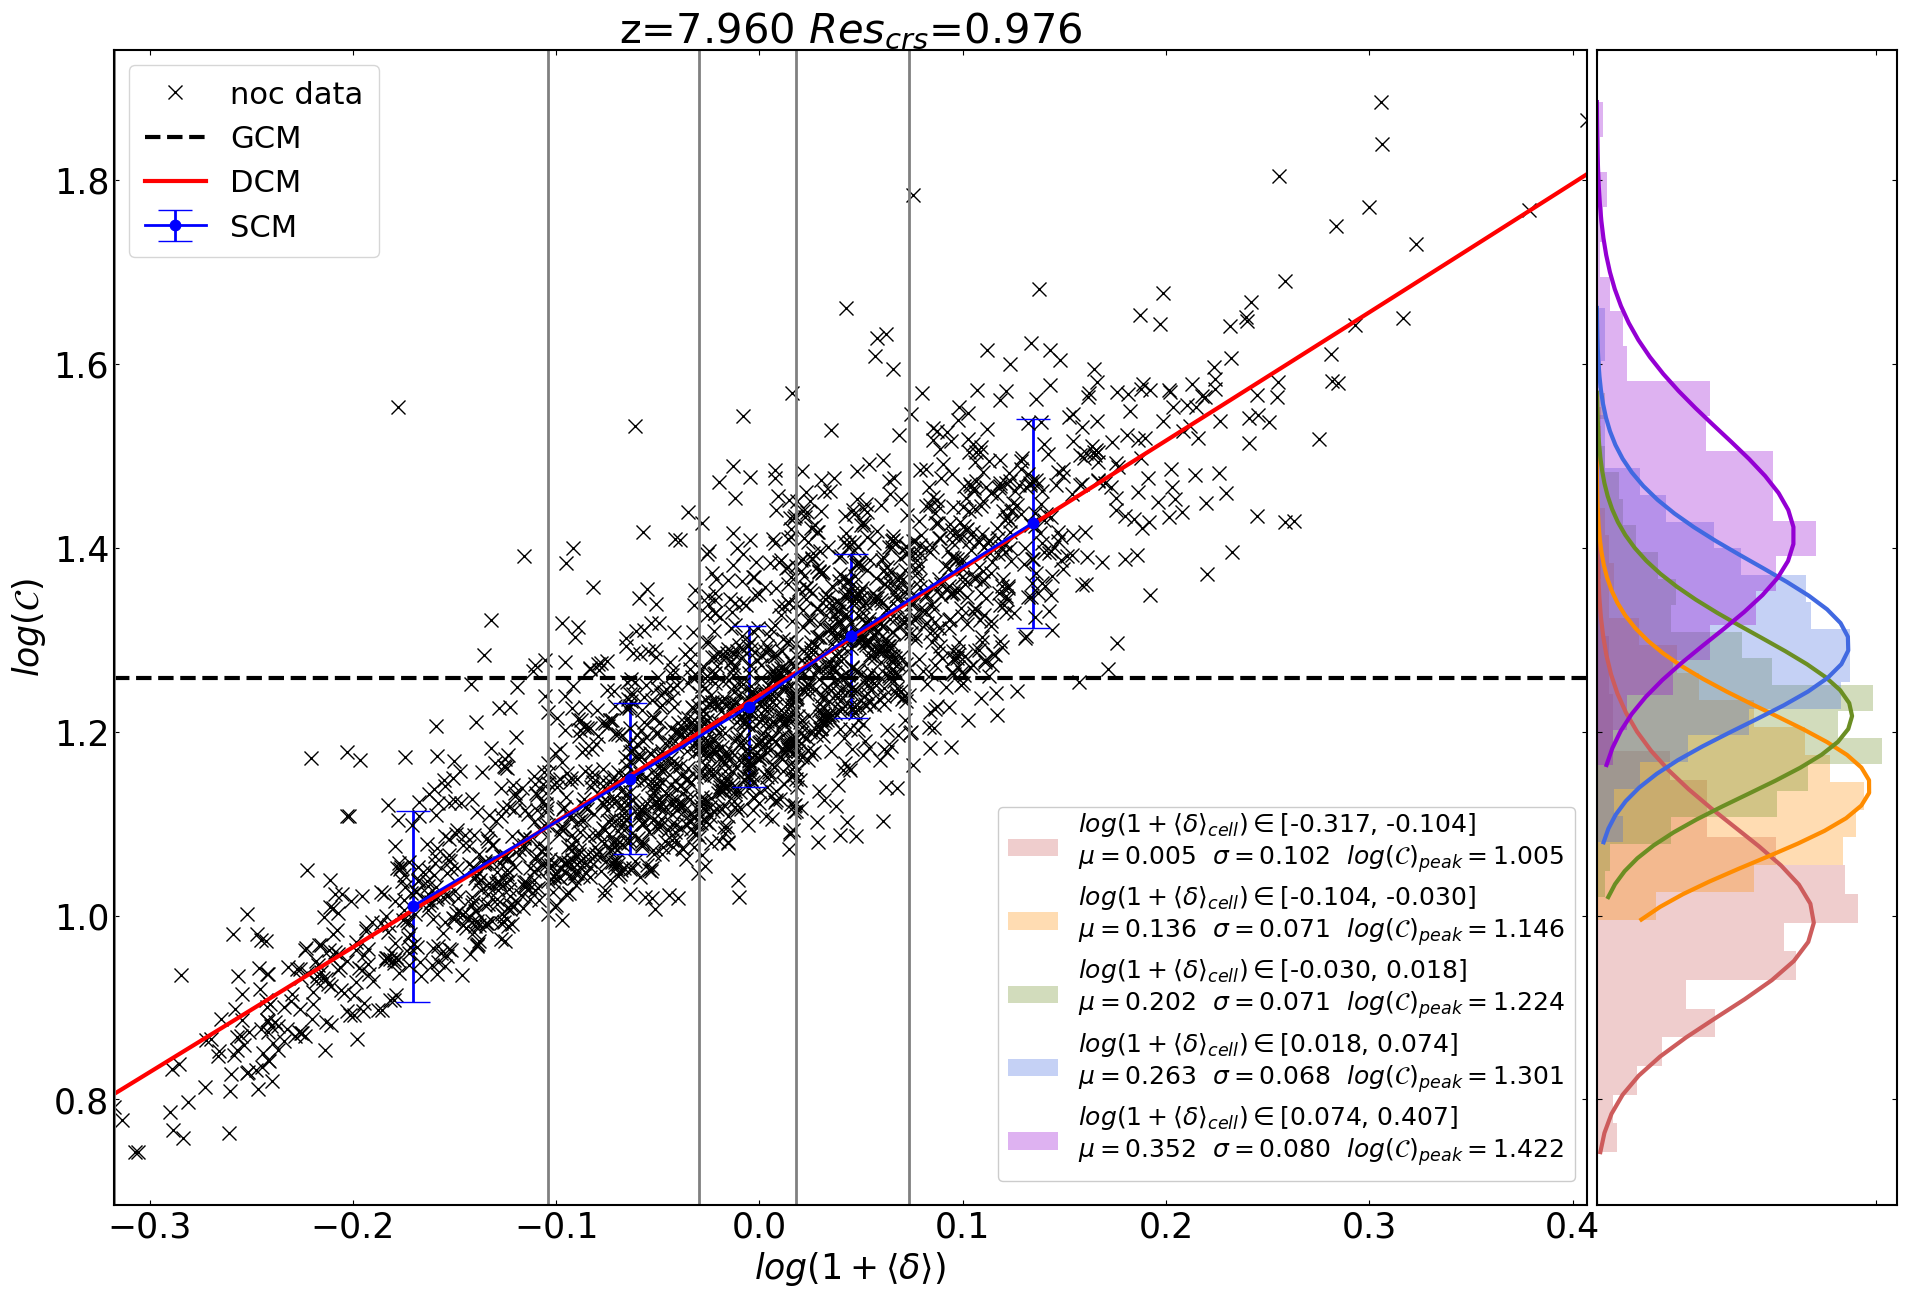 z=7.960 Res_crs=0.976
noc data
GCM
DCM
SCM
log(𝒞)
1.8
1.6
1.4
1.2
1.0
0.8
log(1 + ⟨δ⟩_cell) ∈ [-0.317, -0.104]
μ = 0.005 σ = 0.102 log(𝒞)_peak = 1.005
log(1 + ⟨δ⟩_cell) ∈ [-0.104, -0.030]
μ = 0.136 σ = 0.071 log(𝒞)_peak = 1.146
log(1 + ⟨δ⟩_cell) ∈ [-0.030, 0.018]
μ = 0.202 σ = 0.071 log(𝒞)_peak = 1.224
log(1 + ⟨δ⟩_cell) ∈ [0.018, 0.074]
μ = 0.263 σ = 0.068 log(𝒞)_peak = 1.301
log(1 + ⟨δ⟩_cell) ∈ [0.074, 0.407]
μ = 0.352 σ = 0.080 log(𝒞)_peak = 1.422
−0.3 −0.2 −0.1 0.0 0.1 0.2 0.3 0.4
log(1 + ⟨δ⟩)